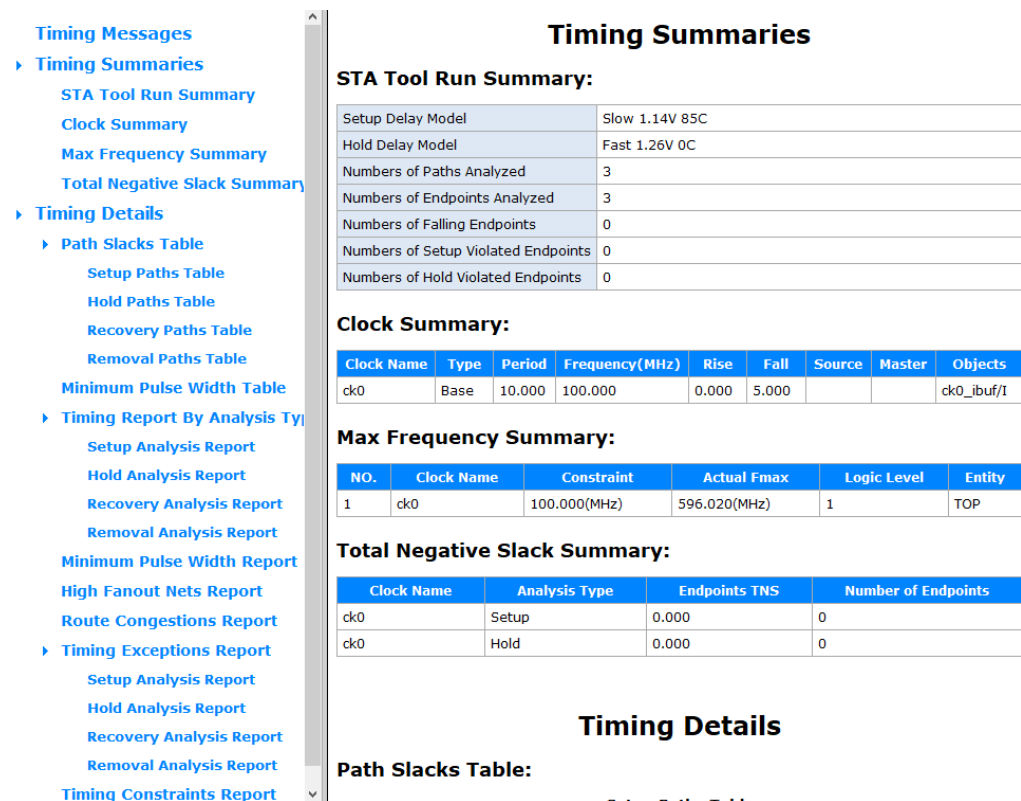 Timing Messages
Timing Summaries
STA Tool Run Summary
Clock Summary
Max Frequency Summary
Total Negative Slack Summary
Timing Details
Path Slacks Table
Setup Paths Table
Hold Paths Table
Recovery Paths Table
Removal Paths Table
Minimum Pulse Width Table
Timing Report By Analysis Typ
Setup Analysis Report
Hold Analysis Report
Recovery Analysis Report
Removal Analysis Report
Minimum Pulse Width Report
High Fanout Nets Report
Route Congestions Report
Timing Exceptions Report
Setup Analysis Report
Hold Analysis Report
Recovery Analysis Report
Removal Analysis Report
Timing Constraints Report
Timing Summaries
STA Tool Run Summary:
Setup Delay Model Slow 1.14V 85C
Hold Delay Model Fast 1.26V 0C
Numbers of Paths Analyzed 3
Numbers of Endpoints Analyzed 3
Numbers of Falling Endpoints 0
Numbers of Setup Violated Endpoints 0
Numbers of Hold Violated Endpoints 0
Clock Summary:
Clock Name Type Period Frequency(MHz) Rise Fall Source Master Objects
ck0 Base 10.000 100.000 0.000 5.000 ck0_ibuf/I
Max Frequency Summary:
NO. Clock Name Constraint Actual Fmax Logic Level Entity
1 ck0 100.000(MHz) 596.020(MHz) 1 TOP
Total Negative Slack Summary:
Clock Name Analysis Type Endpoints TNS Number of Endpoints
ck0 Setup 0.000 0
ck0 Hold 0.000 0
Timing Details
Path Slacks Table: